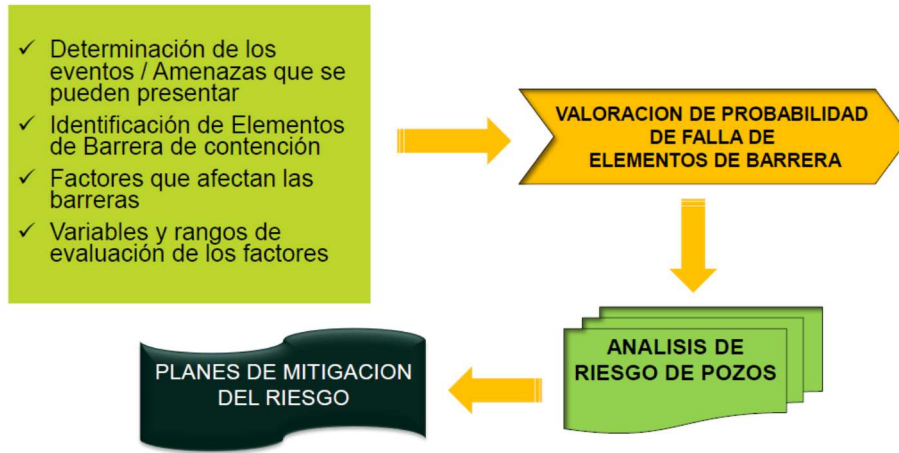 ✓ Determinación de los
eventos / Amenazas que se
pueden presentar
✓ Identificación de Elementos
de Barrera de contención
✓ Factores que afectan las
barreras
✓ Variables y rangos de
evaluación de los factores
VALORACION DE PROBABILIDAD
DE FALLA DE
ELEMENTOS DE BARRERA
ANALISIS DE
RIESGO DE POZOS
PLANES DE MITIGACION
DEL RIESGO